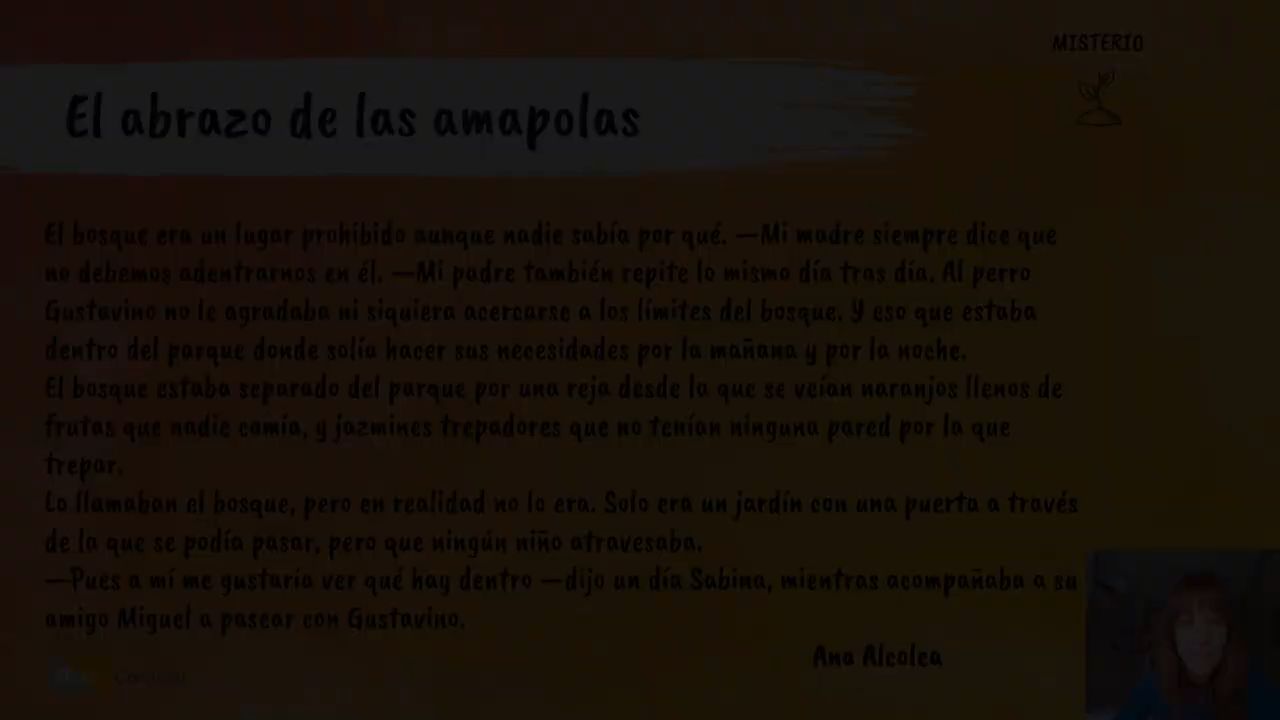 MISTERIO
El abrazo de las amapolas
El bosque era un lugar prohibido aunque nadie sabía por qué. —Mi madre siempre dice que
no debemos adentrarnos en él. —Mi padre también repite lo mismo día tras día. Al perro
Gustavino no le agradaba ni siquiera acercarse a los límites del bosque. Y eso que estaba
dentro del parque donde solía hacer sus necesidades por la mañana y por la noche.
El bosque estaba separado del parque por una reja desde la que se veían naranjos llenos de
frutas que nadie comía, y jazmines trepadores que no tenían ninguna pared por la que
trepar.
Lo llamaban el bosque, pero en realidad no lo era. Solo era un jardín con una puerta a través
de la que se podía pasar, pero que ningún niño atravesaba.
—Pues a mí me gustaría ver qué hay dentro —dijo un día Sabina, mientras acompañaba a su
amigo Miguel a pasear con Gustavino.
Ana Alcolea